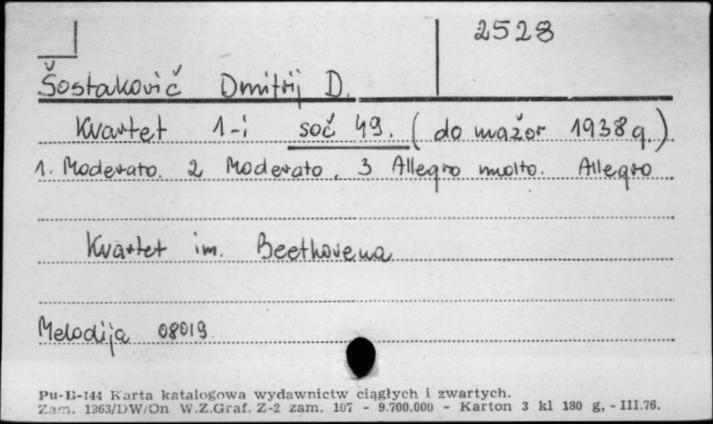 2528
Šostakovič Dmitrij D.
Kvartet 1-i soč 49. (do mažor 1938 g.)
1. Moderato. 2 Moderato. 3 Allegro molto. Allegro
Kvartet im. Beethovena
Melodija 08019
Pu-B-144 Karta katalogowa wydawnictw ciągłych i zwartych.
Zam. 1363/DW/On W.Z.Graf. Z-2 zam. 107 - 9.700.000 - Karton 3 kl 180 g, - III.76.